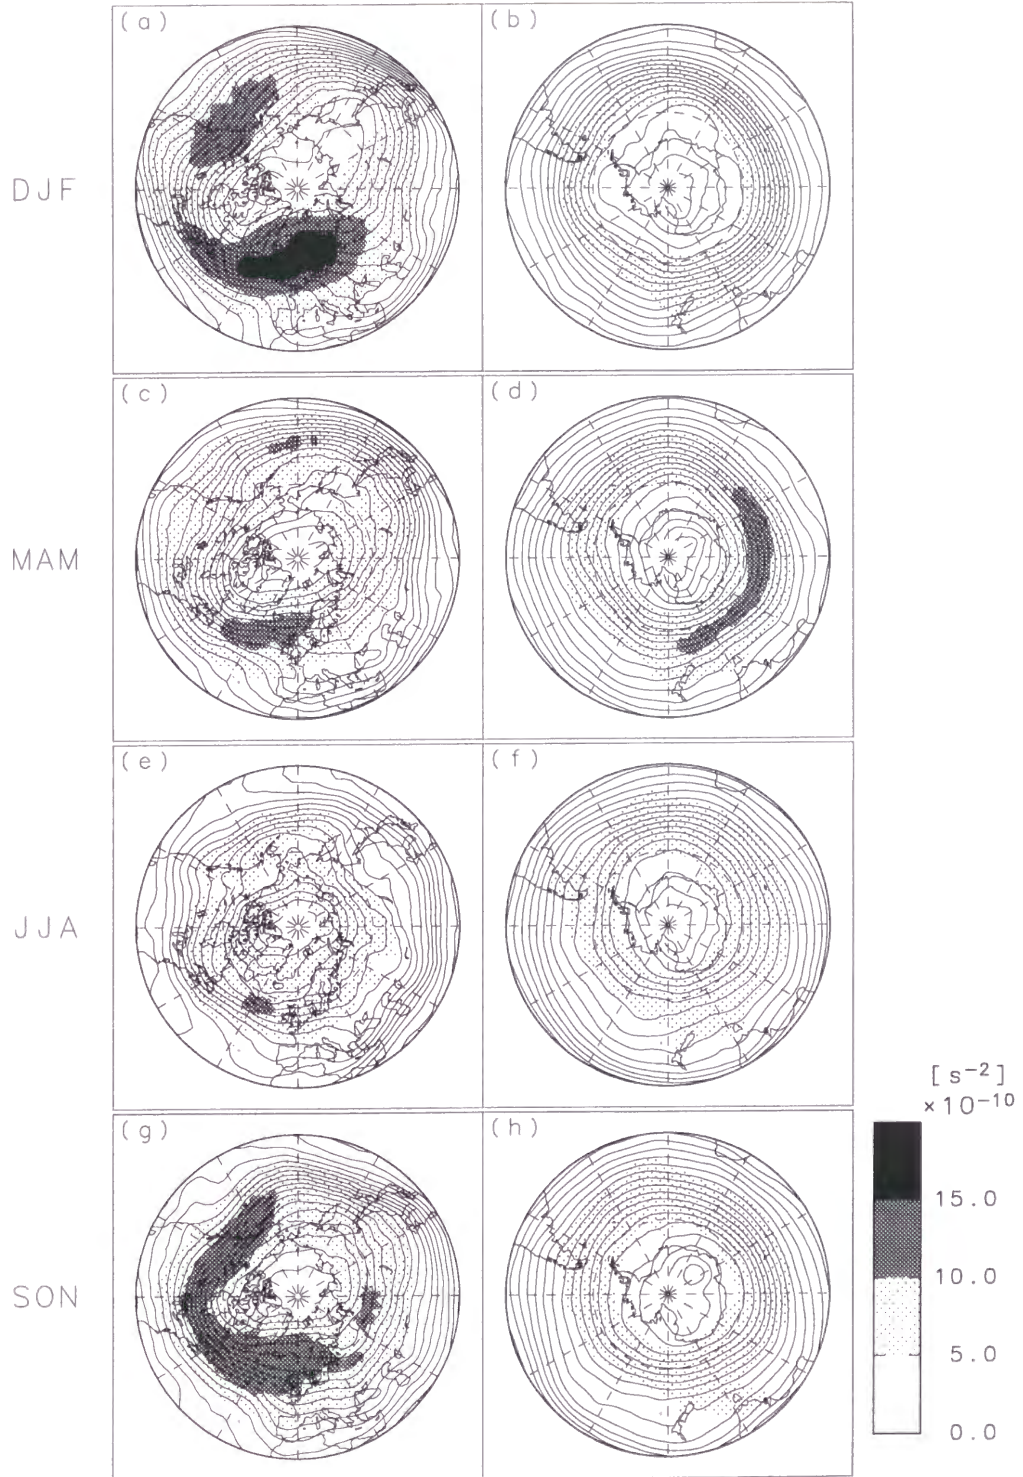 (a) (b)
DJF
(c) (d)
MAM
(e) (f)
JJA
[s⁻²]
×10⁻¹⁰
(g) (h)
15.0
10.0
SON
5.0
0.0